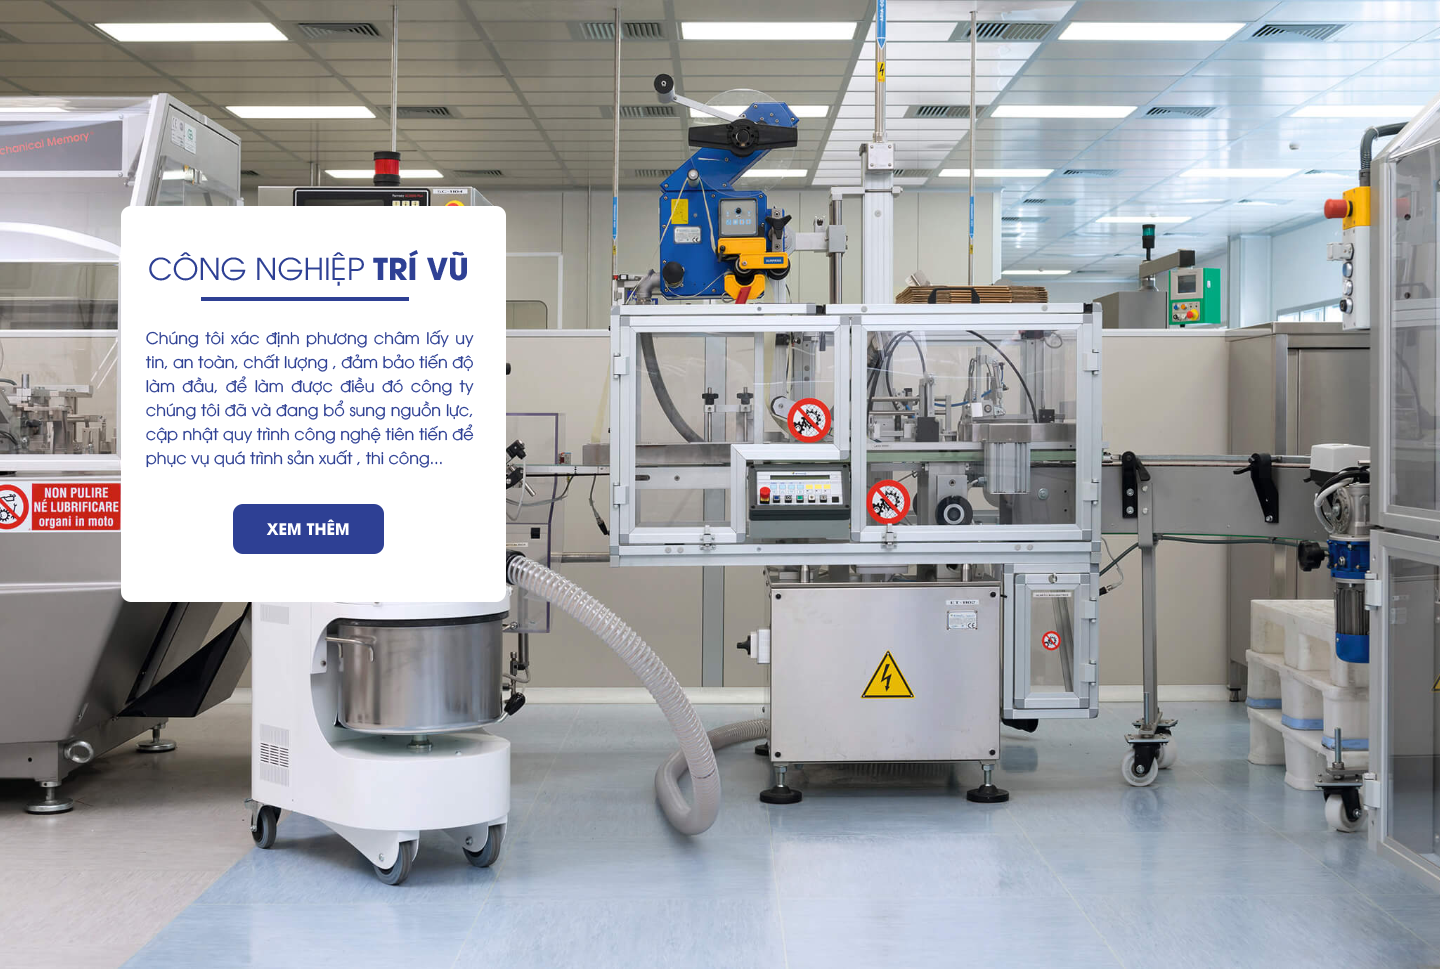 chanical Memory
SC-1104
CÔNG NGHIỆP TRÍ VŨ
Chúng tôi xác định phương châm lấy uy
tin, an toàn, chất lượng , đảm bảo tiến độ
làm đầu, để làm được điều đó công ty
chúng tôi đã và đang bổ sung nguồn lực,
cập nhật quy trình công nghệ tiên tiến để
phục vụ quá trình sản xuất , thi công...
XEM THÊM
NON PULIRE
NÉ LUBRIFICARE
organi in moto